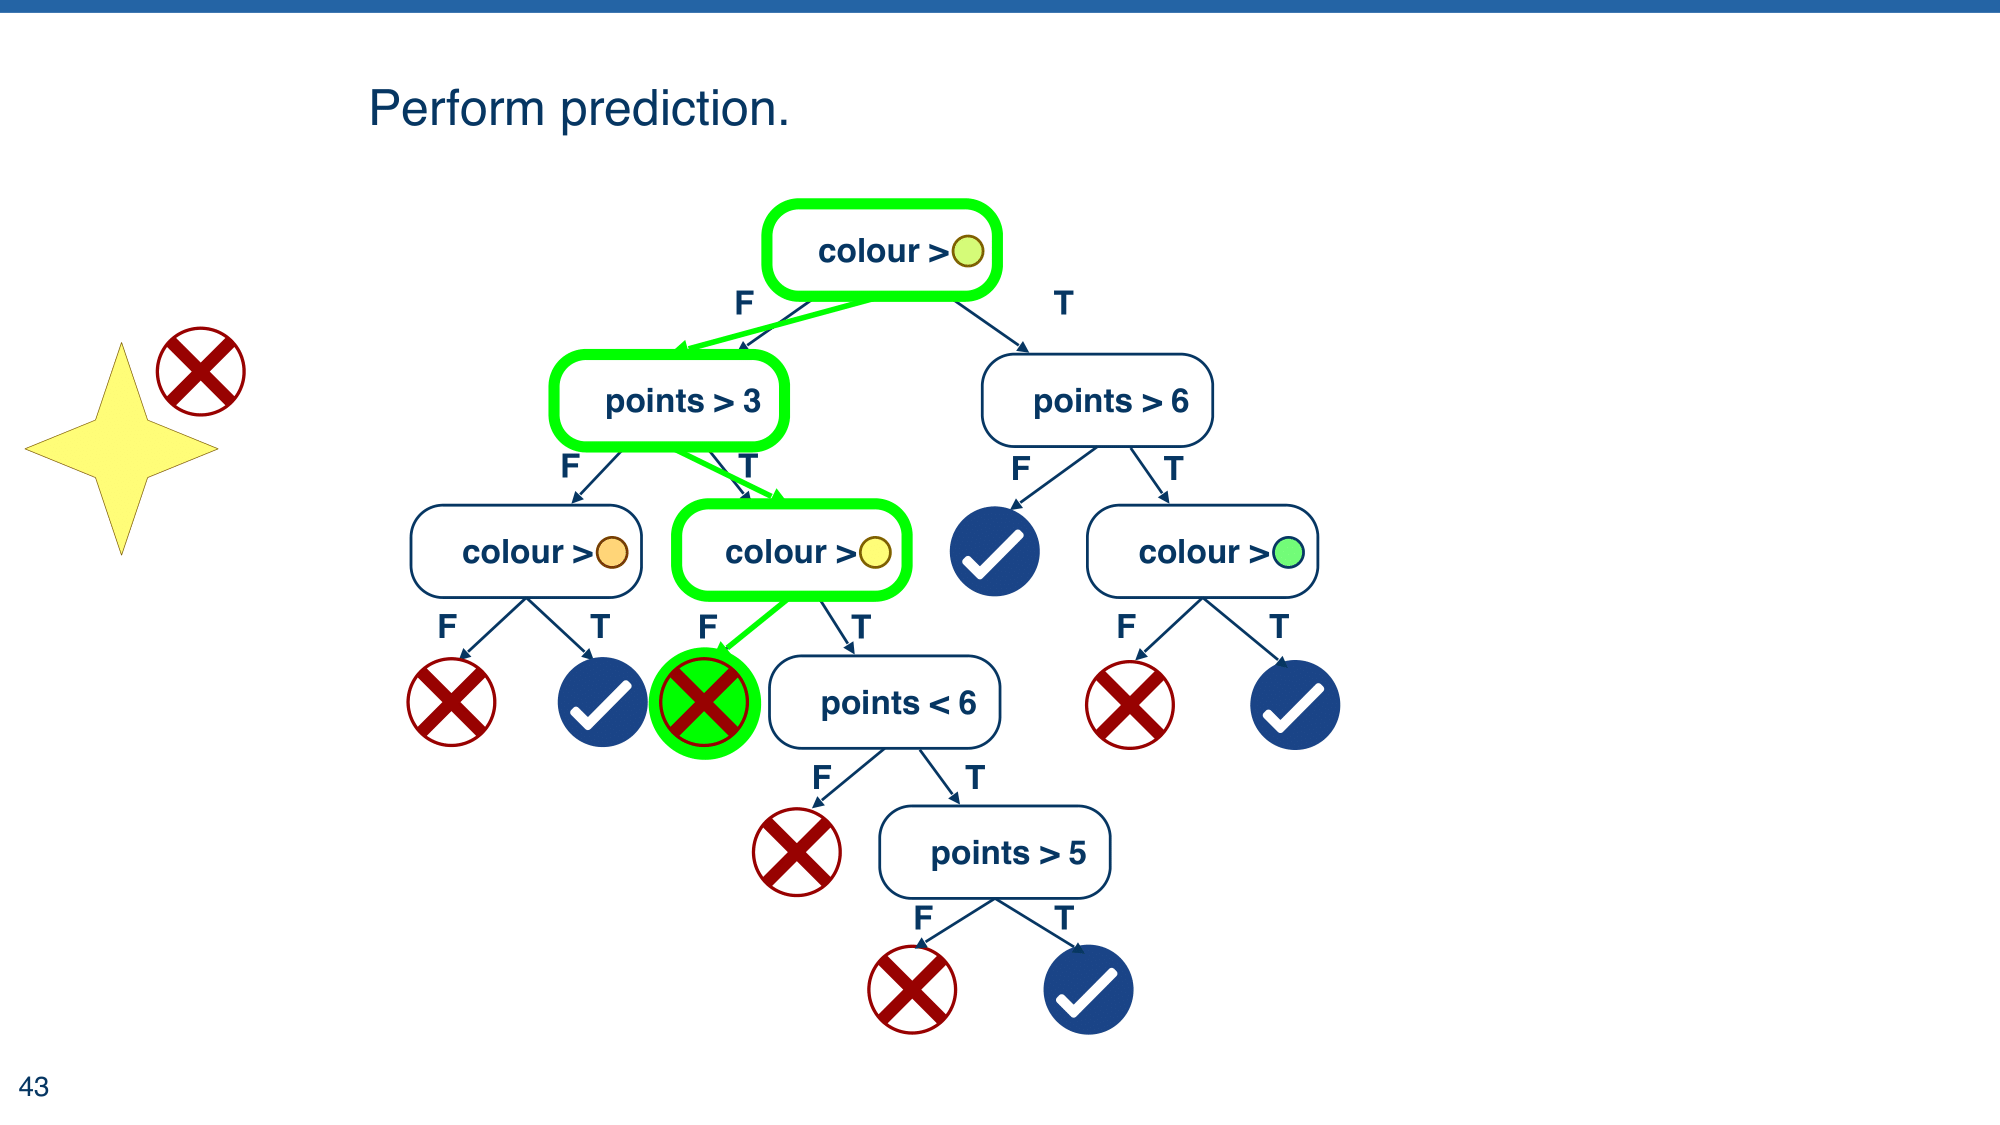 Perform prediction.
colour >
F T
points > 3 points > 6
F T F T
colour > colour > colour >
F T F T F T
points < 6
F T
points > 5
F T
43